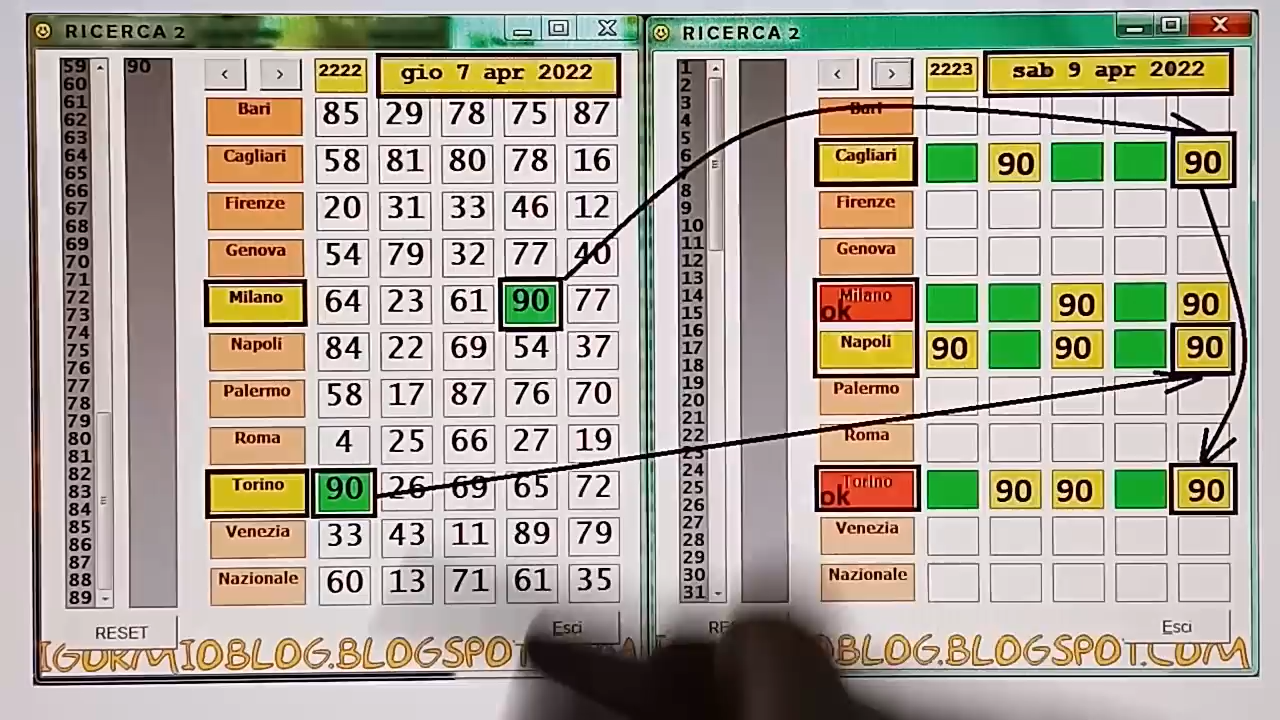 RICERCA 2
59 90 < > 2222 gio 7 apr 2022
60
61 Bari 85 29 78 75 87
62
63
64 Cagliari 58 81 80 78 16
65
66
67 Firenze 20 31 33 46 12
68
69 Genova 54 79 32 77 40
70
71
72 Milano 64 23 61 90 77
73
74
75 Napoli 84 22 69 54 37
76
77 Palermo 58 17 87 76 70
78
79
80 Roma 4 25 66 27 19
81
82
83 Torino 90 26 69 65 72
84
85 Venezia 33 43 11 89 79
87
88 Nazionale 60 13 71 61 35
89
RESET Esci
IGORMIOBLOG.BLOGSPOT
RICERCA 2
1 < > 2223 sab 9 apr 2022
2
3 Bari
4
5
6 Cagliari 90 90
8
9 Firenze
10
11 Genova
12
13
14 Milano 90 90
15 ok
16
17 Napoli 90 90 90
18
19 Palermo
20
21
22 Roma
23
24
25 Torino 90 90 90
26 ok
27 Venezia
28
29
30 Nazionale
31
Esci
BLOG.BLOGSPOT.COM